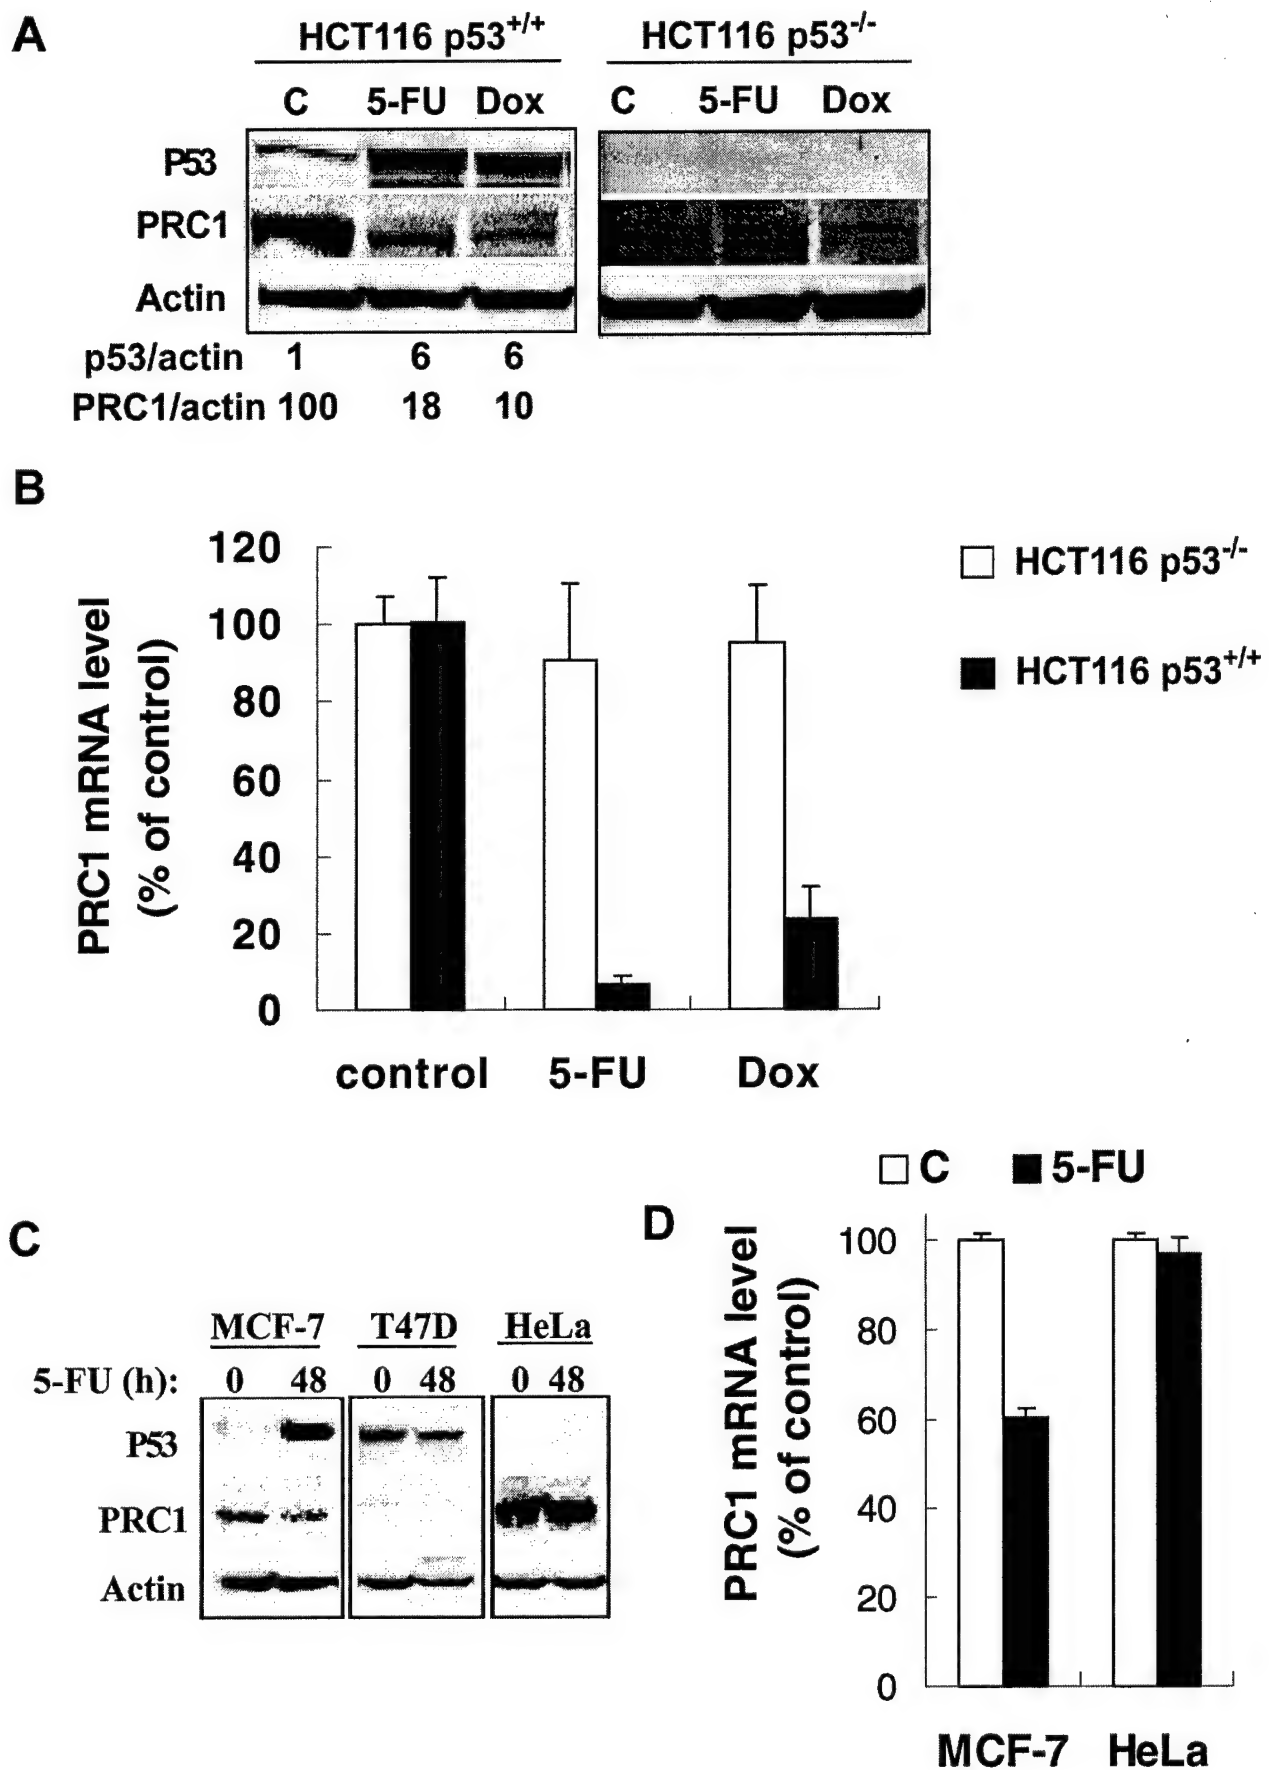 A
HCT116 p53+/+ HCT116 p53-/-
C 5-FU Dox C 5-FU Dox
P53
PRC1
Actin
p53/actin 1 6 6
PRC1/actin 100 18 10
B
120
100
80
60
40
20
0
PRC1 mRNA level
(% of control)
control 5-FU Dox
HCT116 p53-/-
HCT116 p53+/+
C
MCF-7 T47D HeLa
5-FU (h): 0 48 0 48 0 48
P53
PRC1
Actin
D
C 5-FU
PRC1 mRNA level
(% of control)
100
80
60
40
20
0
MCF-7 HeLa